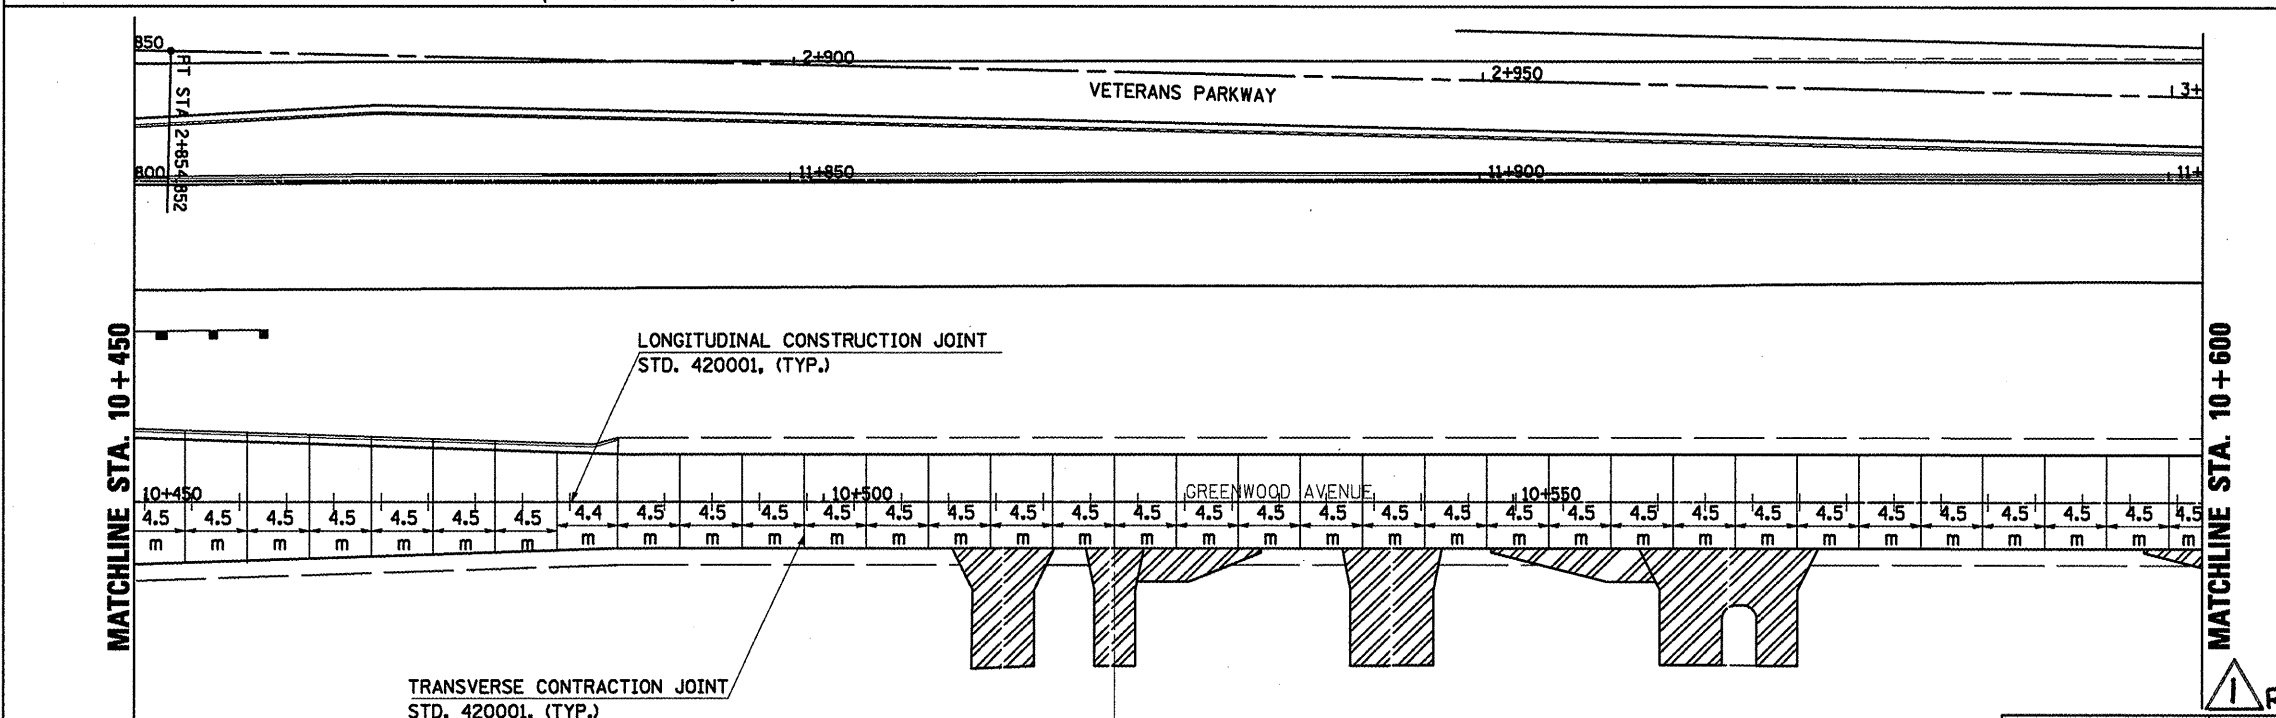 850
2+900
2+950
3+
VETERANS PARKWAY
PT STA 2+854.852
800
11+850
11+900
11+
MATCHLINE STA. 10+450
MATCHLINE STA. 10+600
LONGITUDINAL CONSTRUCTION JOINT
STD. 420001, (TYP.)
10+450
10+500
GREENWOOD AVENUE
10+550
4.5 4.5 4.5 4.5 4.5 4.5 4.5 4.4 4.5 4.5 4.5 4.5 4.5 4.5 4.5 4.5 4.5 4.5 4.5 4.5 4.5 4.5 4.5 4.5 4.5 4.5 4.5 4.5 4.5 4.5 4.5 4.5 4.5 4.5
m m m m m m m m m m m m m m m m m m m m m m m m m m m m m m m m m m
TRANSVERSE CONTRACTION JOINT
STD. 420001, (TYP.)
1